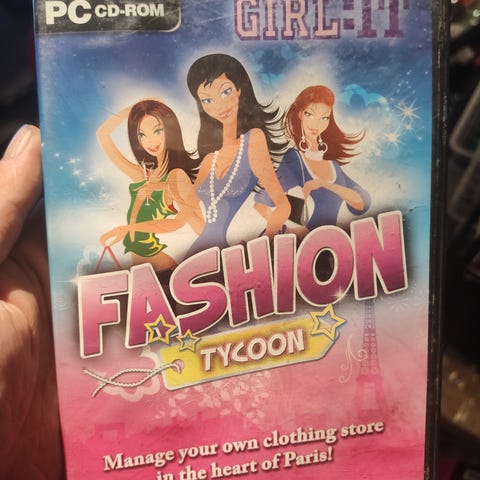 PC CD-ROM
GIRL:IT
FASHION
TYCOON
Manage your own clothing store
in the heart of Paris!